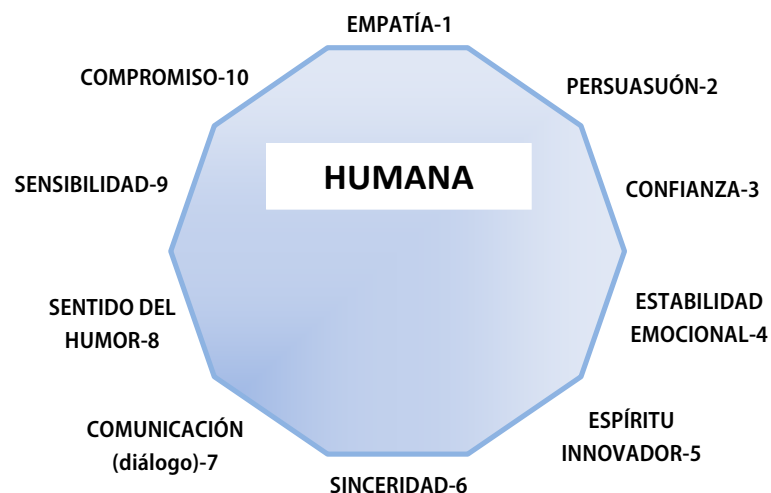 EMPATÍA-1
PERSUASUÓN-2
CONFIANZA-3
ESTABILIDAD
EMOCIONAL-4
ESPÍRITU
INNOVADOR-5
SINCERIDAD-6
COMUNICACIÓN
(diálogo)-7
SENTIDO DEL
HUMOR-8
SENSIBILIDAD-9
COMPROMISO-10
HUMANA